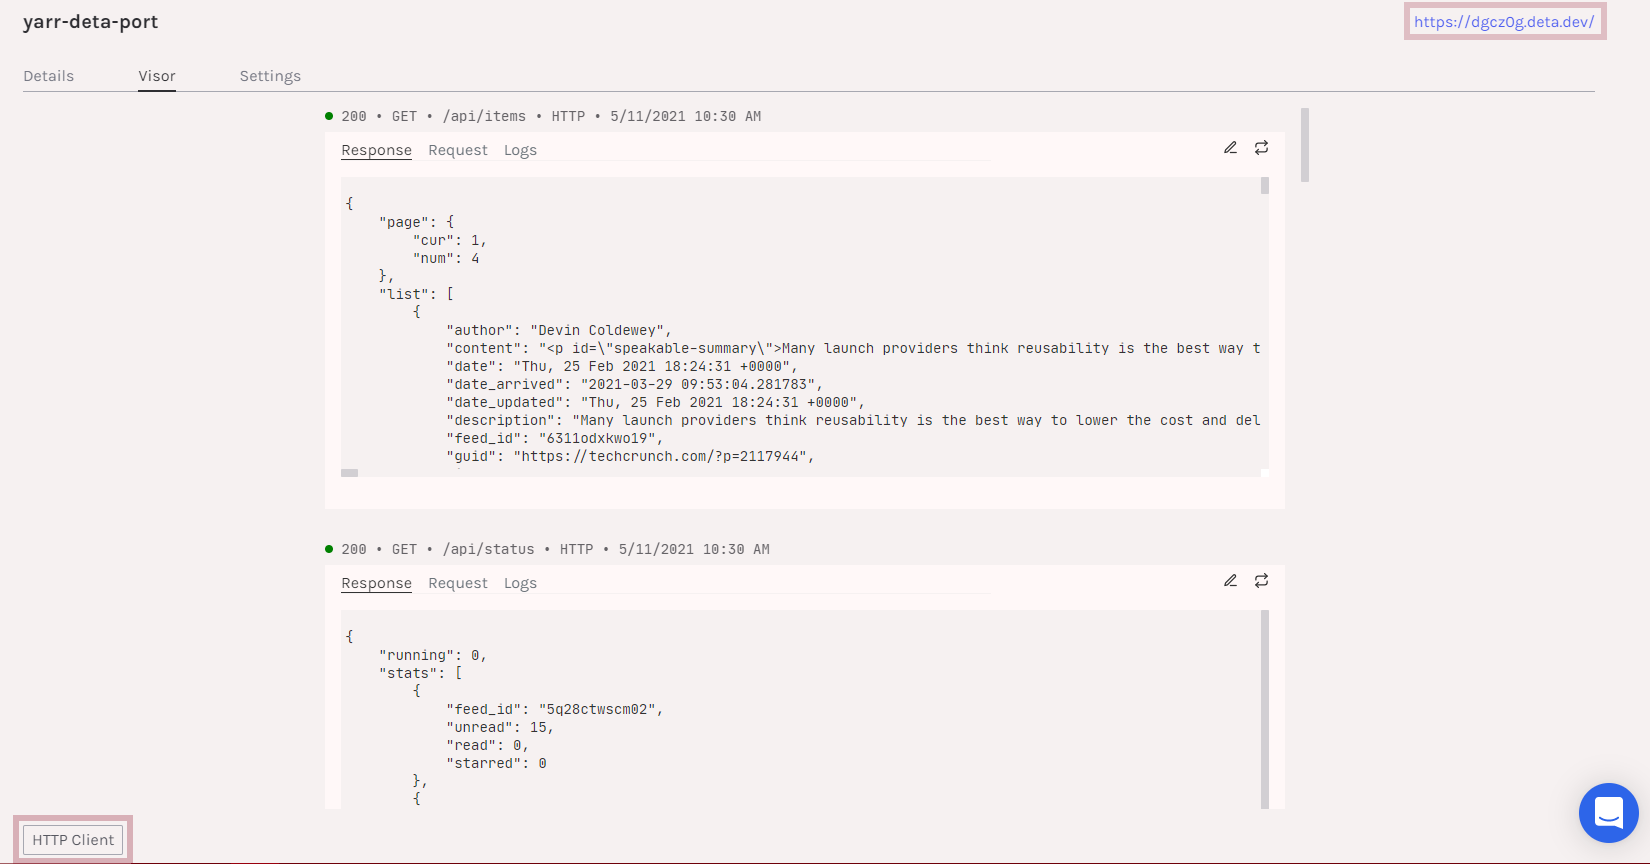 yarr-deta-port
https://dgcz0g.deta.dev/
Details Visor Settings
200 • GET • /api/items • HTTP • 5/11/2021 10:30 AM
Response Request Logs
{
"page": {
"cur": 1,
"num": 4
},
"list": [
{
"author": "Devin Coldewey",
"content": "<p id=\"speakable-summary\">Many launch providers think reusability is the best way t
"date": "Thu, 25 Feb 2021 18:24:31 +0000",
"date_arrived": "2021-03-29 09:53:04.281783",
"date_updated": "Thu, 25 Feb 2021 18:24:31 +0000",
"description": "Many launch providers think reusability is the best way to lower the cost and del
"feed_id": "6311odxkwo19",
"guid": "https://techcrunch.com/?p=2117944",
200 • GET • /api/status • HTTP • 5/11/2021 10:30 AM
Response Request Logs
{
"running": 0,
"stats": [
{
"feed_id": "5q28ctwscm02",
"unread": 15,
"read": 0,
"starred": 0
},
{
HTTP Client